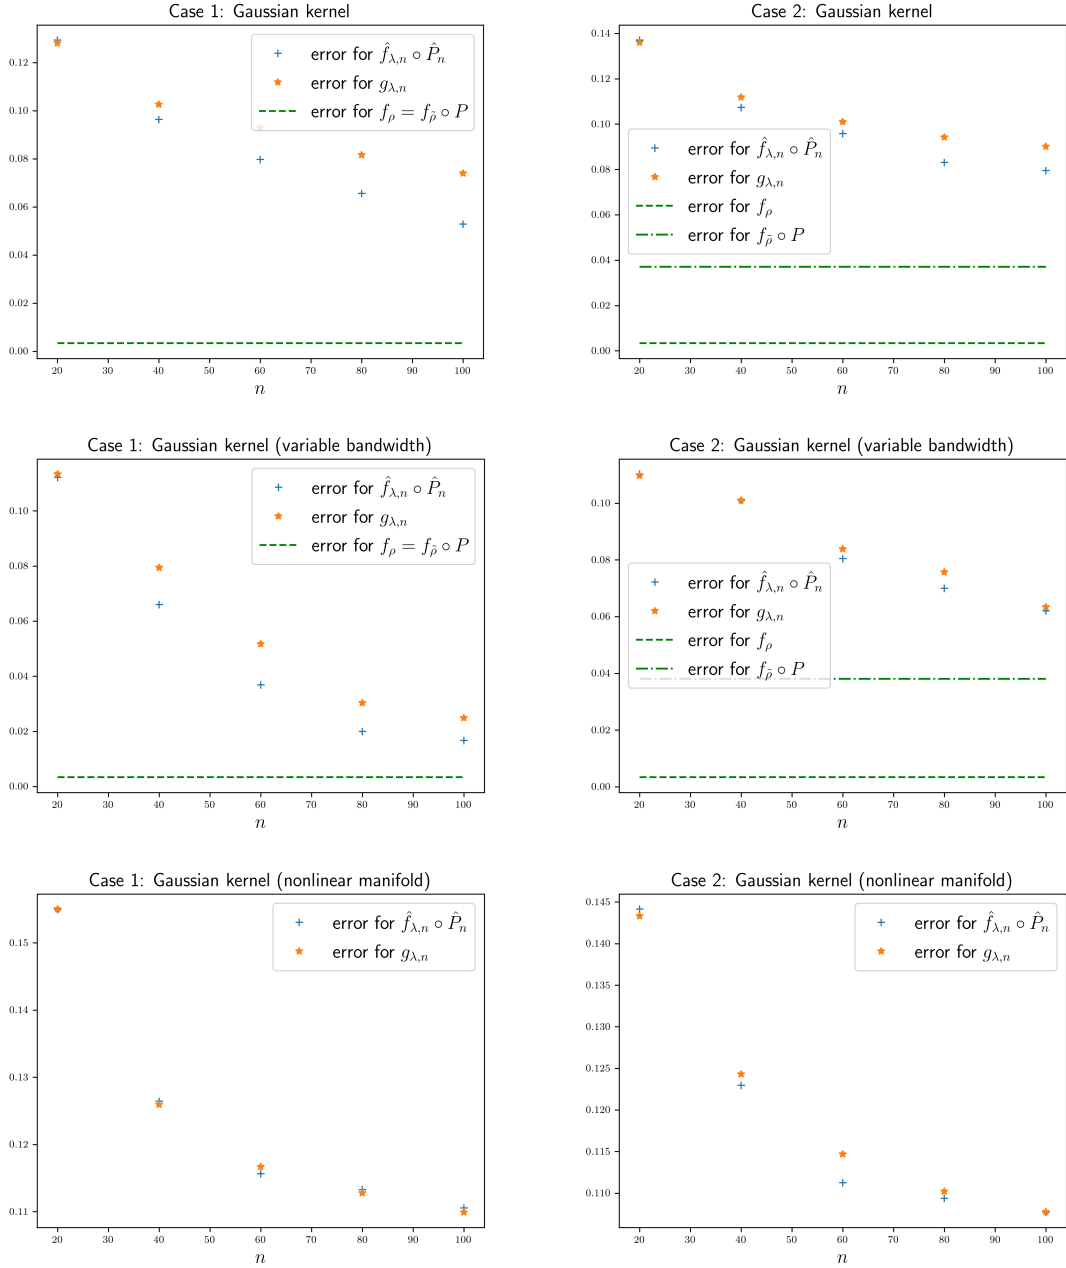 Case 1: Gaussian kernel
0.12
0.10
0.08
0.06
0.04
0.02
0.00
error for f̂_{λ,n} ∘ P̂_n
error for g_{λ,n}
error for f_ρ = f_{ρ̃} ∘ P
20 30 40 50 60 70 80 90 100
n
Case 2: Gaussian kernel
0.14
0.12
0.10
0.08
0.06
0.04
0.02
0.00
error for f̂_{λ,n} ∘ P̂_n
error for g_{λ,n}
error for f_ρ
error for f_{ρ̃} ∘ P
20 30 40 50 60 70 80 90 100
n
Case 1: Gaussian kernel (variable bandwidth)
0.10
0.08
0.06
0.04
0.02
0.00
error for f̂_{λ,n} ∘ P̂_n
error for g_{λ,n}
error for f_ρ = f_{ρ̃} ∘ P
20 30 40 50 60 70 80 90 100
n
Case 2: Gaussian kernel (variable bandwidth)
0.10
0.08
0.06
0.04
0.02
0.00
error for f̂_{λ,n} ∘ P̂_n
error for g_{λ,n}
error for f_ρ
error for f_{ρ̃} ∘ P
20 30 40 50 60 70 80 90 100
n
Case 1: Gaussian kernel (nonlinear manifold)
0.15
0.14
0.13
0.12
0.11
error for f̂_{λ,n} ∘ P̂_n
error for g_{λ,n}
20 30 40 50 60 70 80 90 100
n
Case 2: Gaussian kernel (nonlinear manifold)
0.145
0.140
0.135
0.130
0.125
0.120
0.115
0.110
error for f̂_{λ,n} ∘ P̂_n
error for g_{λ,n}
20 30 40 50 60 70 80 90 100
n